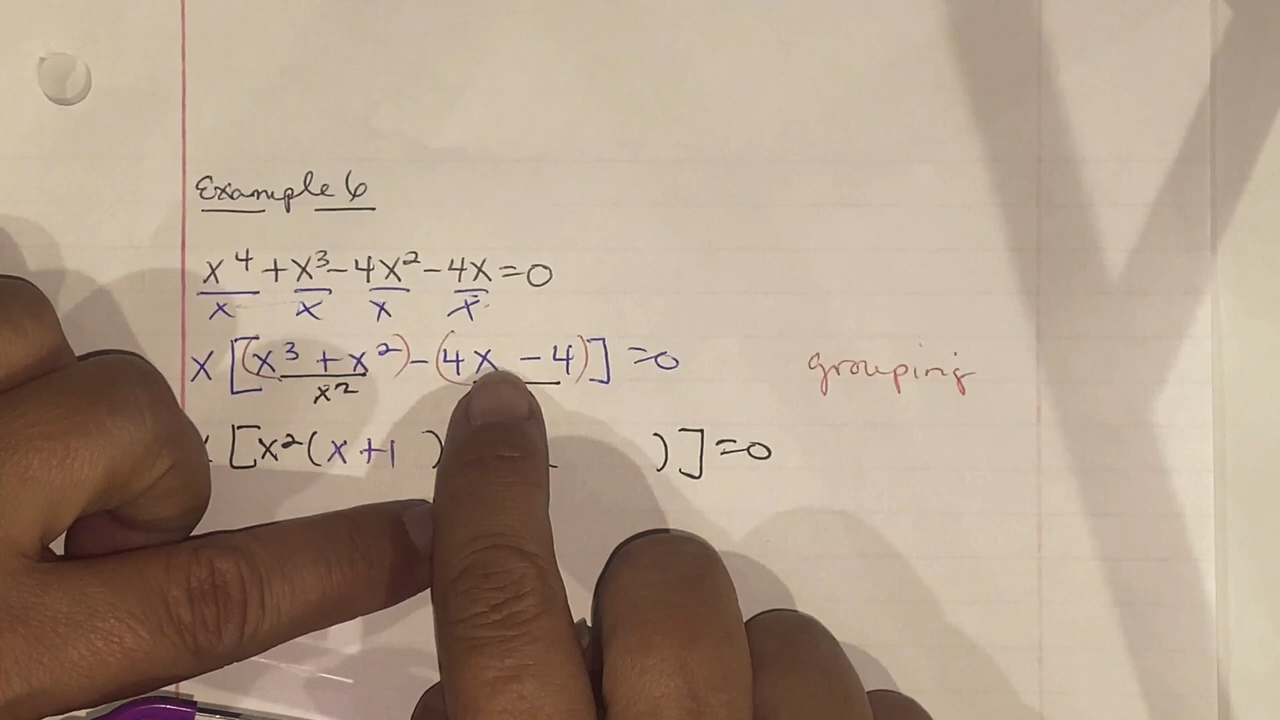 Example 6
x⁴ + x³ - 4x² - 4x = 0
x x x x
x [(x³ + x²) - (4x - 4)] = 0 grouping
x²
[x²(x + 1 ) )] = 0